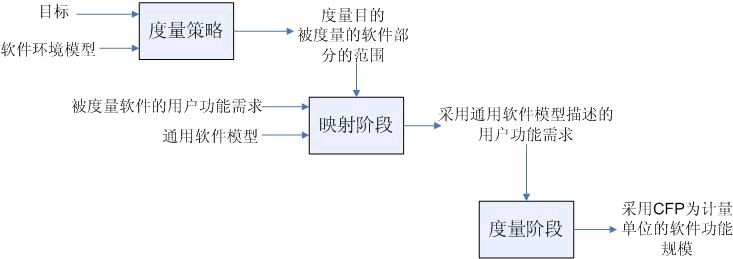 目标
软件环境模型
度量策略
度量目的
被度量的软件部
分的范围
被度量软件的用户功能需求
通用软件模型
映射阶段
采用通用软件模型描述的
用户功能需求
度量阶段
采用CFP为计量
单位的软件功能
规模